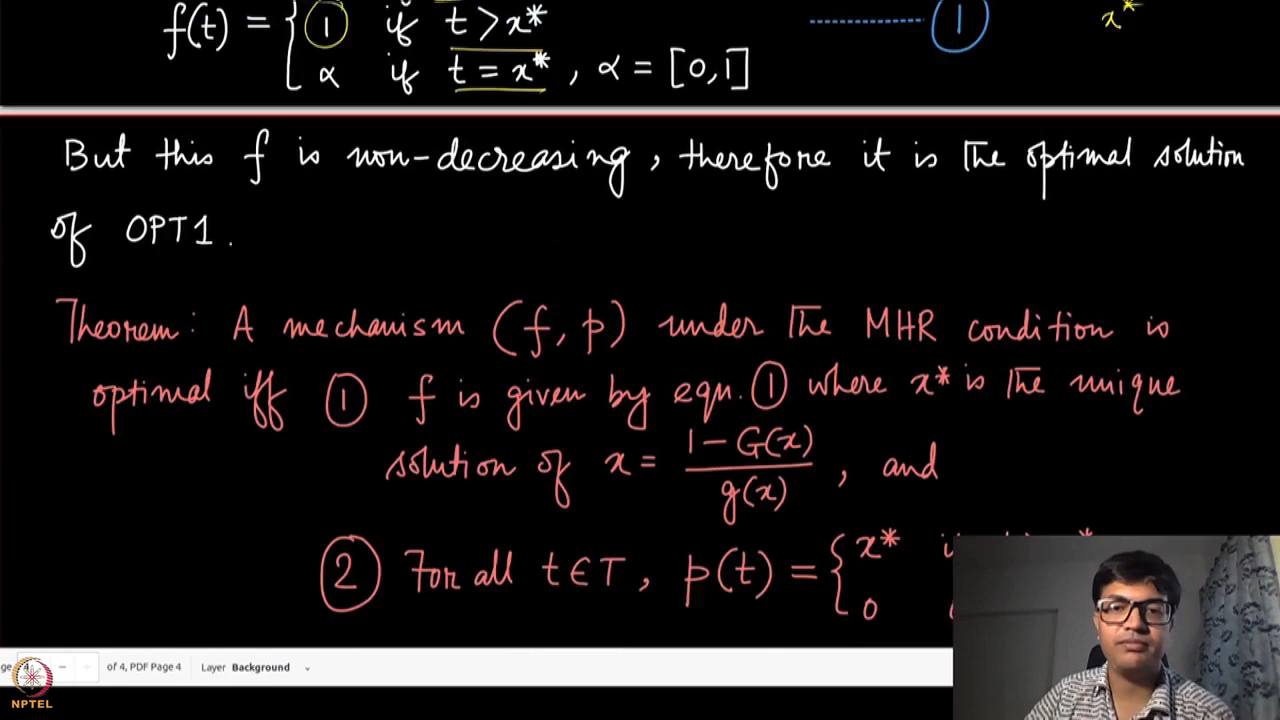 f(t) = { 1 if t > x* ① x*
α if t = x* , α = [0,1]
But this f is non-decreasing, therefore it is the optimal solution
of OPT1.
Theorem: A mechanism (f, p) under the MHR condition is
optimal iff ① f is given by eqn. ① where x* is the unique
solution of x = (1 - G(x)) / g(x) , and
② For all t ∈ T, p(t) = { x*
0
of 4, PDF Page 4 Layer Background
NPTEL